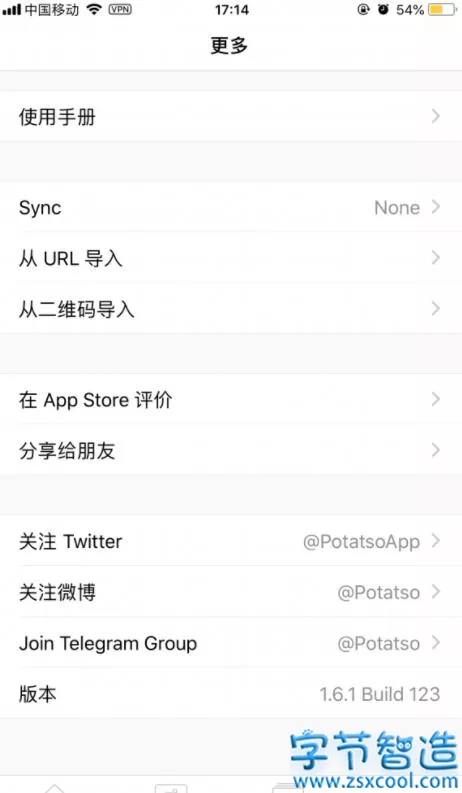 中国移动 VPN 17:14 54%
更多
使用手册
Sync None
从 URL 导入
从二维码导入
在 App Store 评价
分享给朋友
关注 Twitter @PotatsoApp
关注微博 @Potatso
Join Telegram Group @Potatso
版本 1.6.1 Build 123
字节智造
www.zsxcool.com